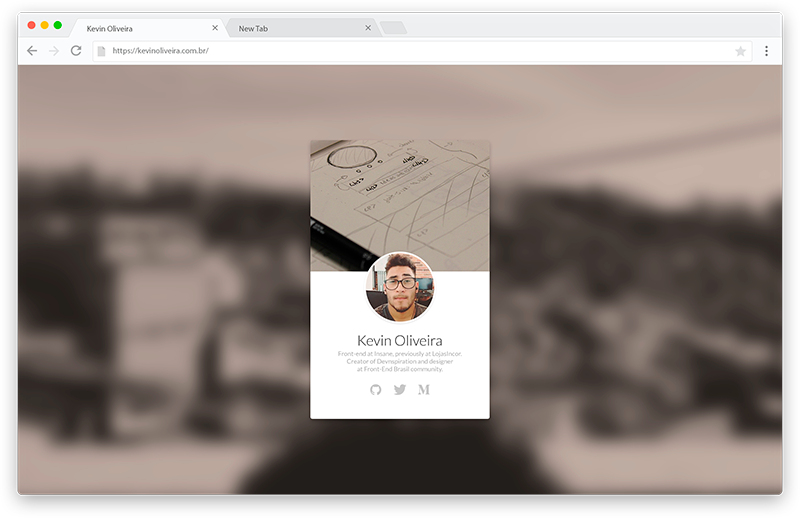 Kevin Oliveira
New Tab
https://kevinoliveira.com.br/
Kevin Oliveira
Front-end at Insane, previously at LojasIncor.
Creator of Devnspiration and designer
at Front-End Brasil community.